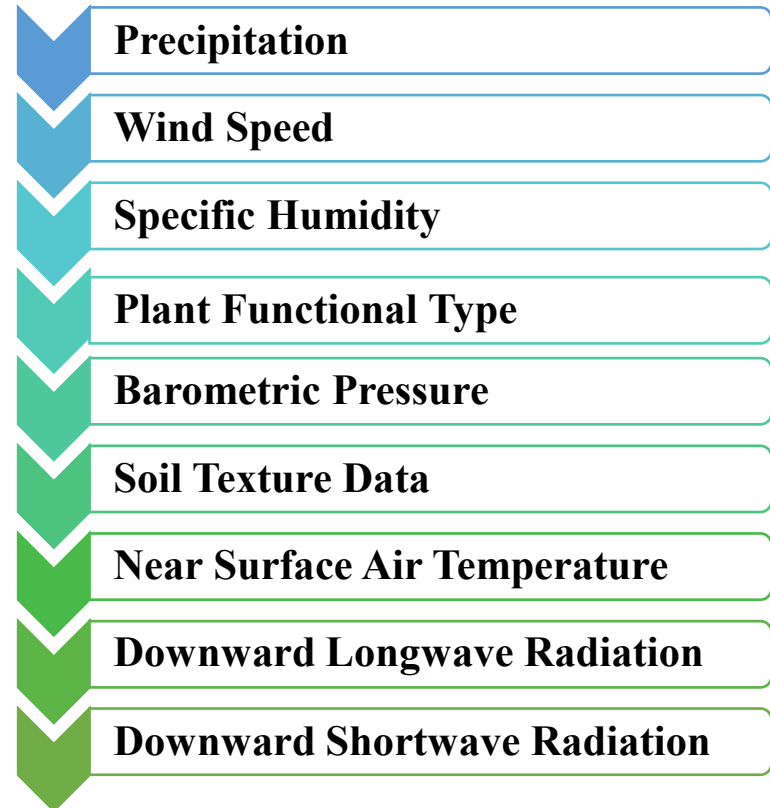 Precipitation
Wind Speed
Specific Humidity
Plant Functional Type
Barometric Pressure
Soil Texture Data
Near Surface Air Temperature
Downward Longwave Radiation
Downward Shortwave Radiation